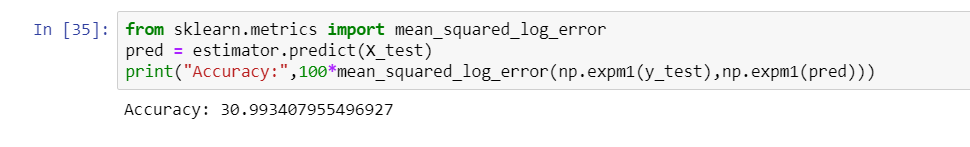 In [35]: from sklearn.metrics import mean_squared_log_error
pred = estimator.predict(X_test)
print("Accuracy:",100*mean_squared_log_error(np.expm1(y_test),np.expm1(pred)))
Accuracy: 30.993407955496927